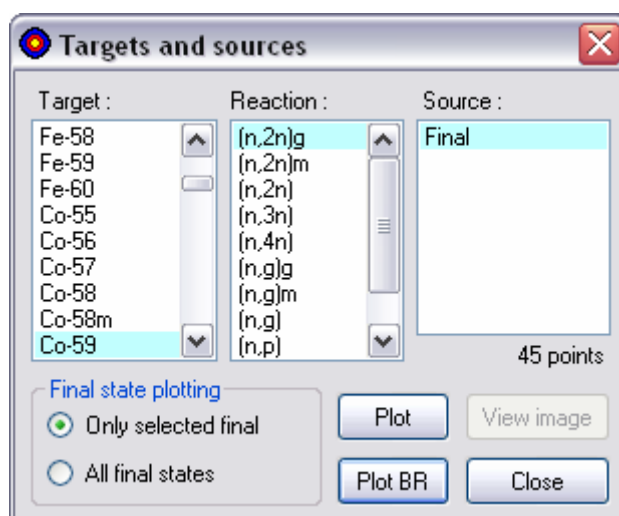 Targets and sources
Target :
Reaction :
Source :
Fe-58
Fe-59
Fe-60
Co-55
Co-56
Co-57
Co-58
Co-58m
Co-59
(n,2n)g
(n,2n)m
(n,2n)
(n,3n)
(n,4n)
(n,g)g
(n,g)m
(n,g)
(n,p)
Final
45 points
Final state plotting
Only selected final
All final states
Plot
View image
Plot BR
Close